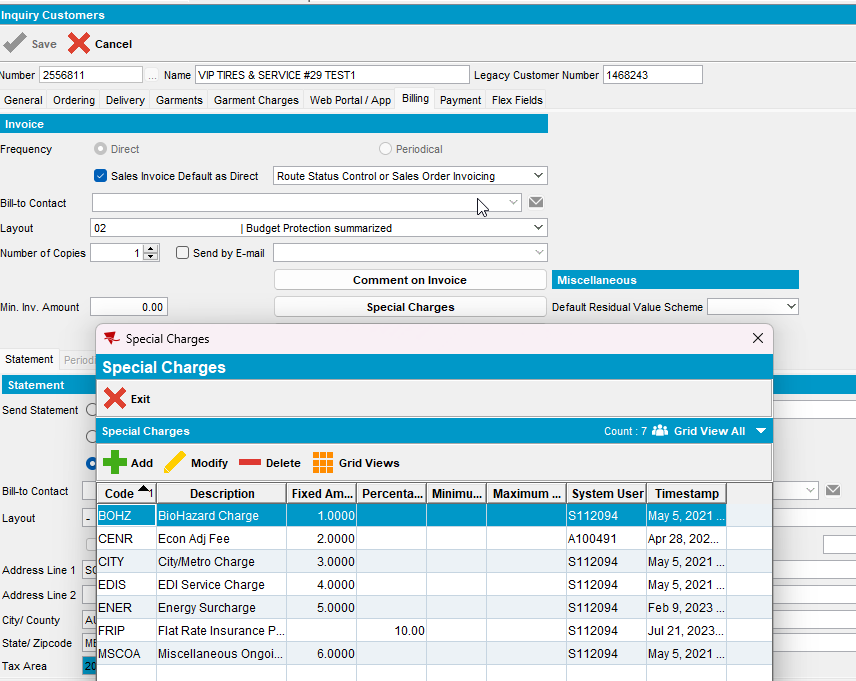 Inquiry Customers
Save Cancel
Number 2556811 ... Name VIP TIRES & SERVICE #29 TEST1 Legacy Customer Number 1468243
General Ordering Delivery Garments Garment Charges Web Portal / App Billing Payment Flex Fields
Invoice
Frequency Direct Periodical
Sales Invoice Default as Direct Route Status Control or Sales Order Invoicing
Bill-to Contact
Layout 02 | Budget Protection summarized
Number of Copies 1 Send by E-mail
Comment on Invoice Miscellaneous
Min. Inv. Amount 0.00 Special Charges Default Residual Value Scheme
Special Charges
Statement Periodi
Special Charges
Statement
Exit
Send Statement
Special Charges Count : 7 Grid View All
Add Modify Delete Grid Views
Bill-to Contact
Code 1 Description Fixed Am... Percenta... Minimu... Maximum ... System User Timestamp
Layout -
BOHZ BioHazard Charge 1.0000 S112094 May 5, 2021 ...
CENR Econ Adj Fee 2.0000 A100491 Apr 28, 202...
CITY City/Metro Charge 3.0000 S112094 May 5, 2021 ...
Address Line 1 SO
EDIS EDI Service Charge 4.0000 S112094 May 5, 2021 ...
Address Line 2
ENER Energy Surcharge 5.0000 S112094 Feb 9, 2023 ...
City/ County AU
FRIP Flat Rate Insurance P... 10.00 S112094 Jul 21, 2023...
State/ Zipcode ME
MSCOA Miscellaneous Ongoi... 6.0000 S112094 May 5, 2021 ...
Tax Area 20